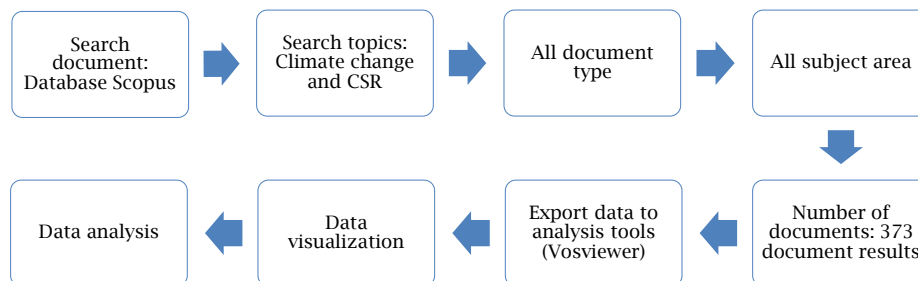 Search
document:
Database Scopus
Search topics:
Climate change
and CSR
All document
type
All subject area
Number of
documents: 373
document results
Export data to
analysis tools
(Vosviewer)
Data
visualization
Data analysis